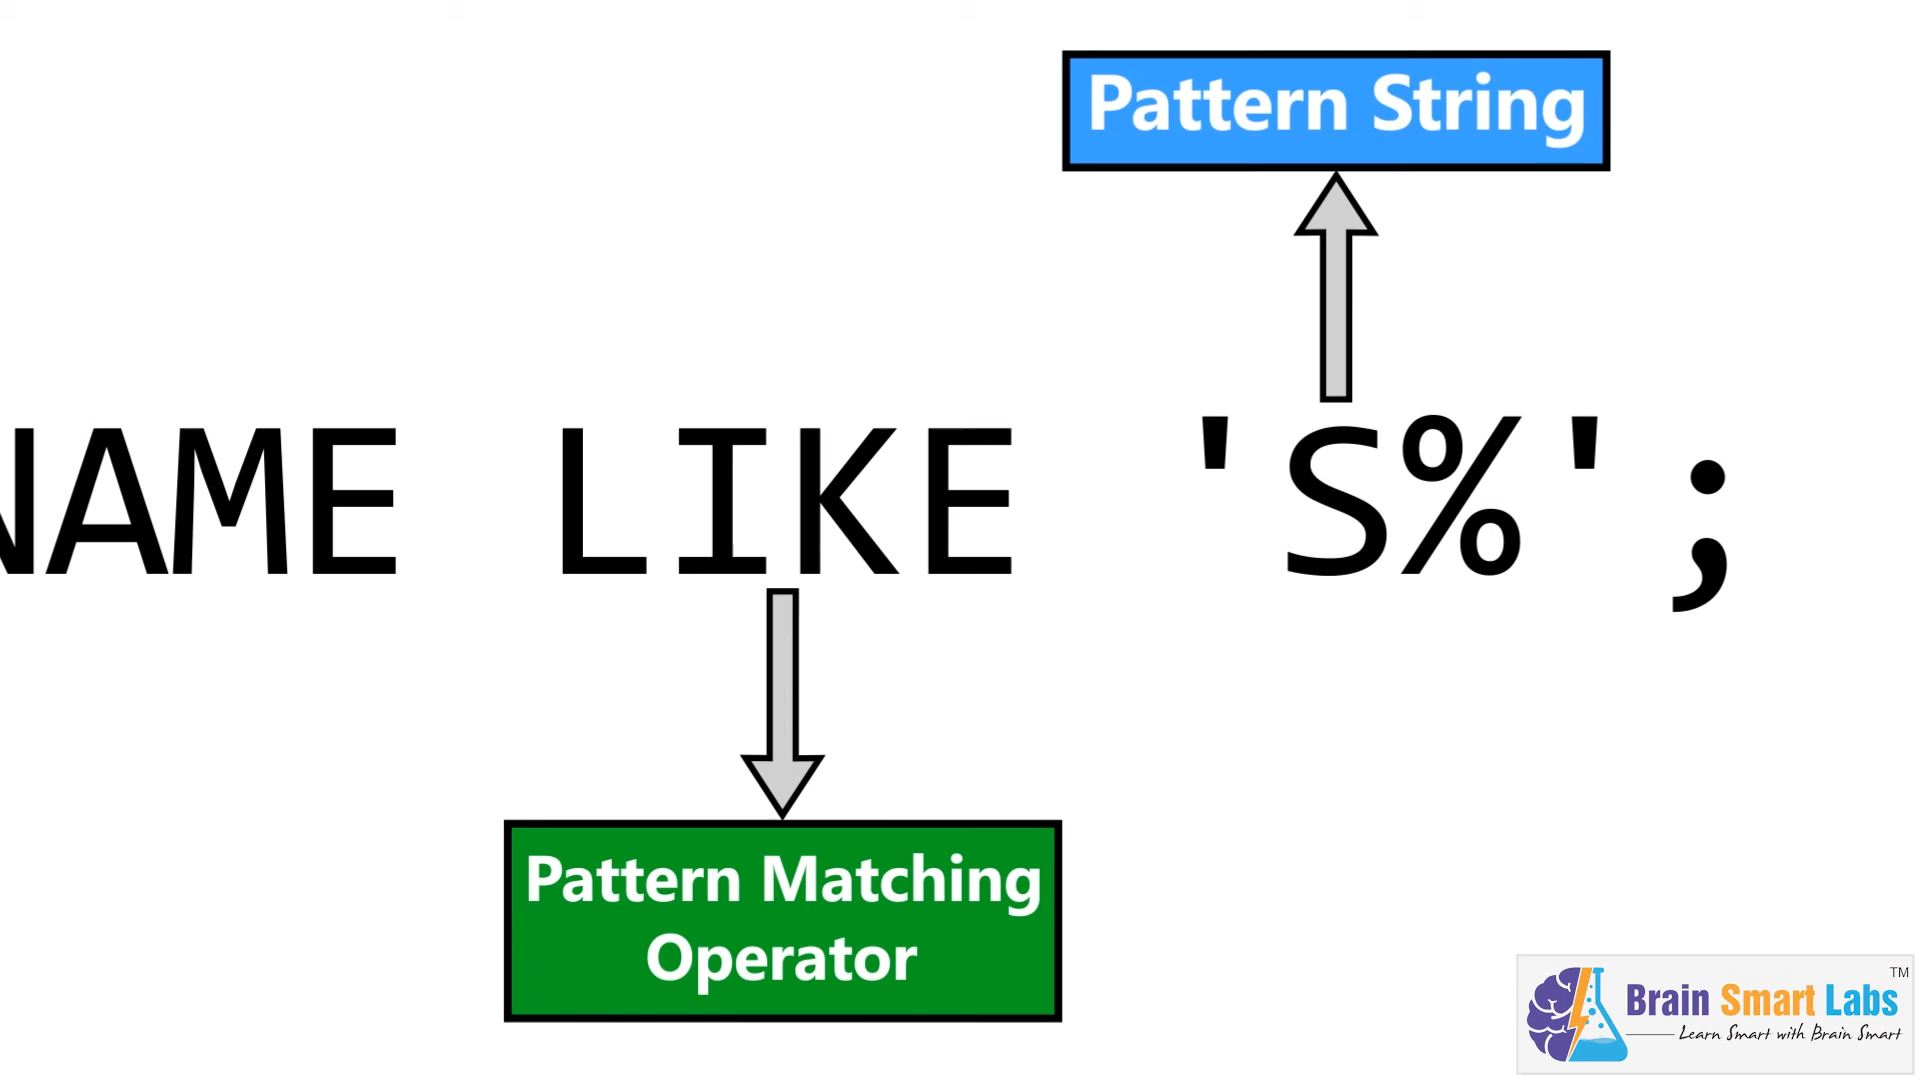 Pattern String
NAME LIKE 'S%';
Pattern Matching
Operator
TM
Brain Smart Labs
Learn Smart with Brain Smart